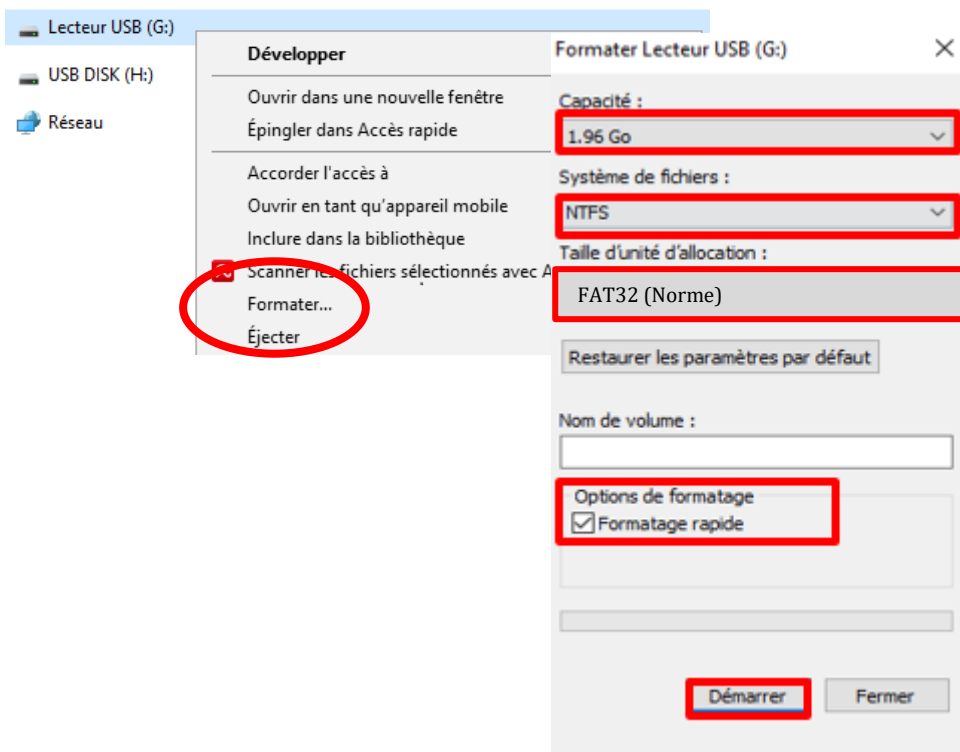 Lecteur USB (G:)
USB DISK (H:)
Réseau
Développer
Ouvrir dans une nouvelle fenêtre
Épingler dans Accès rapide
Accorder l'accès à
Ouvrir en tant qu'appareil mobile
Inclure dans la bibliothèque
Scanner les fichiers sélectionnés avec A
Formater...
Éjecter
Formater Lecteur USB (G:)
Capacité :
1.96 Go
Système de fichiers :
NTFS
Taille d'unité d'allocation :
FAT32 (Norme)
Restaurer les paramètres par défaut
Nom de volume :
Options de formatage
Formatage rapide
Démarrer
Fermer